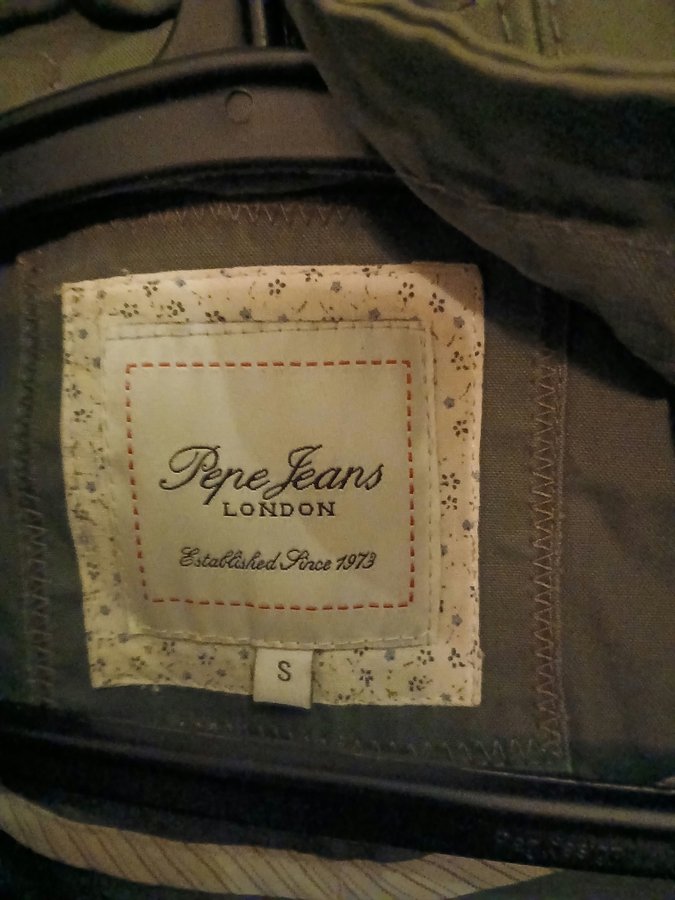 Pepe Jeans
LONDON
Established Since 1973
S